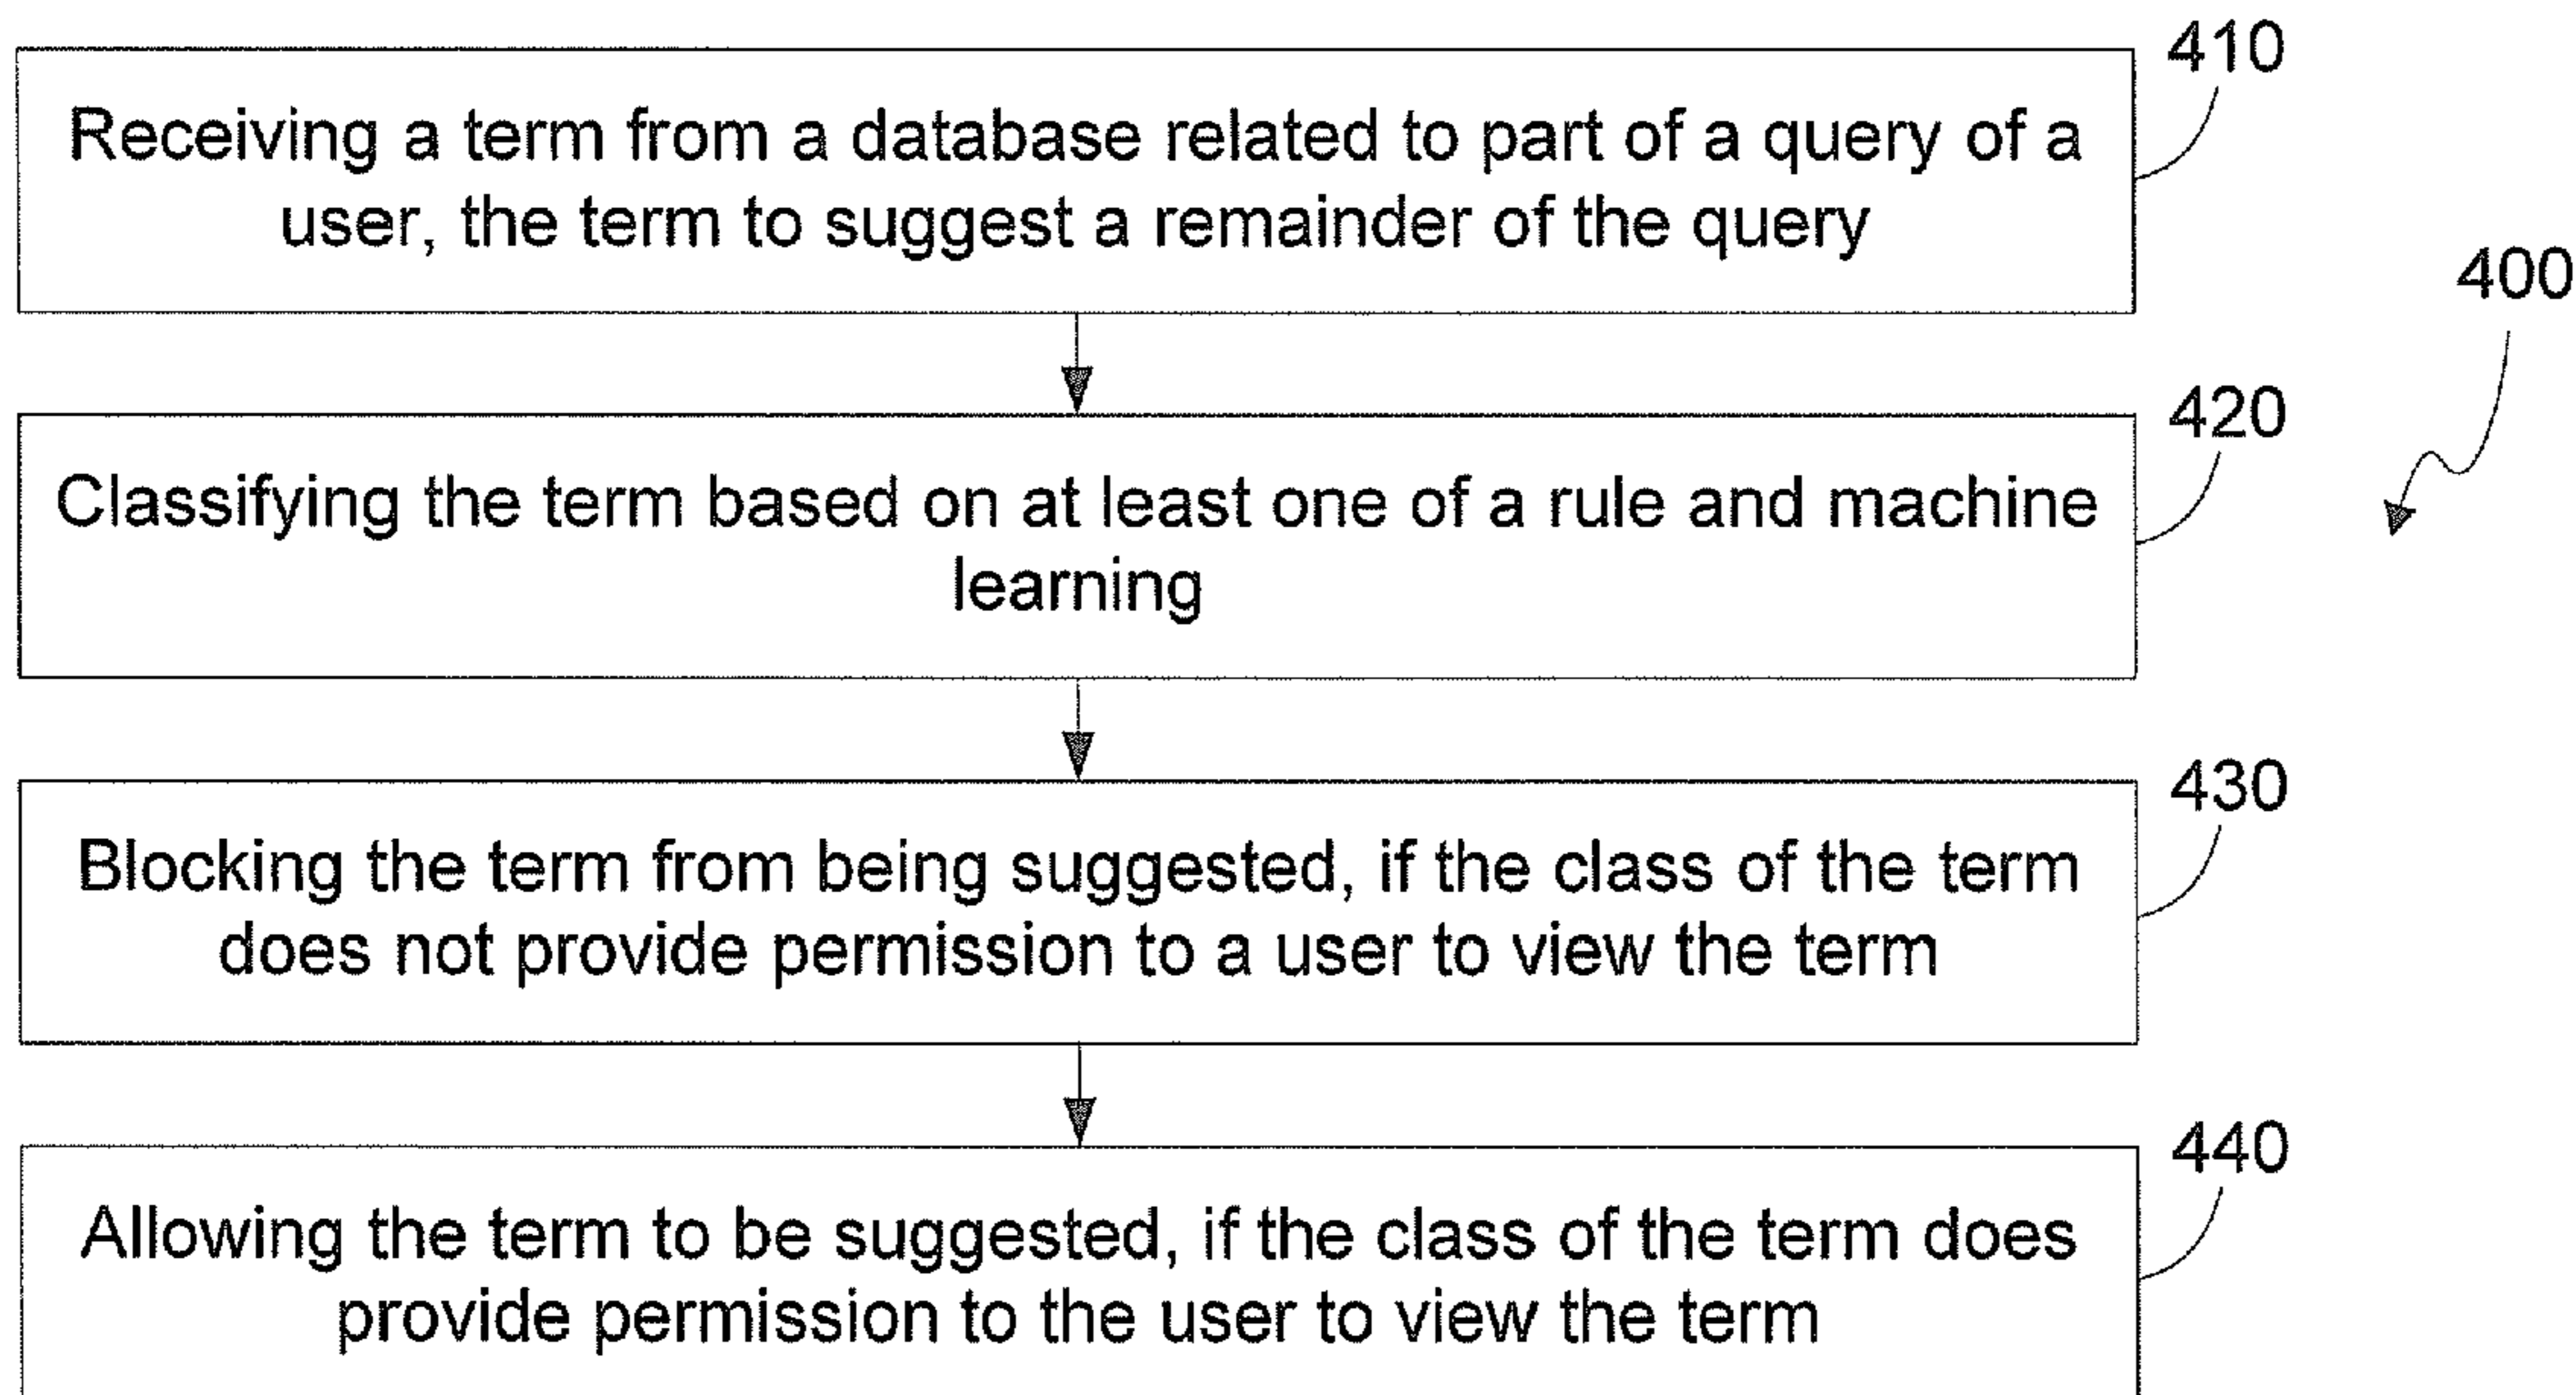 410
Receiving a term from a database related to part of a query of a
user, the term to suggest a remainder of the query
400
420
Classifying the term based on at least one of a rule and machine
learning
430
Blocking the term from being suggested, if the class of the term
does not provide permission to a user to view the term
440
Allowing the term to be suggested, if the class of the term does
provide permission to the user to view the term